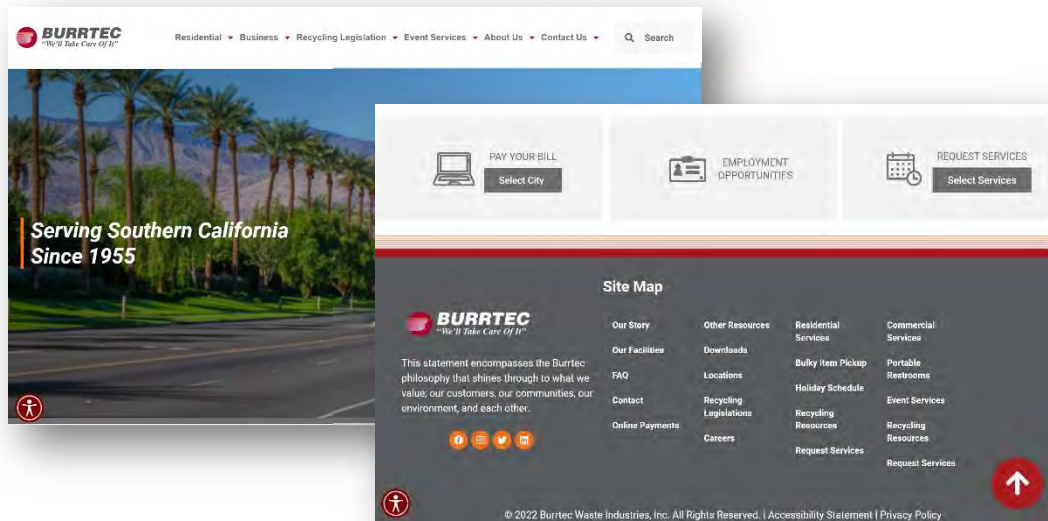 BURRTEC
"We'll Take Care Of It"
Residential Business Recycling Legislation Event Services About Us Contact Us Search
Serving Southern California
Since 1955
PAY YOUR BILL
Select City
EMPLOYMENT
OPPORTUNITIES
REQUEST SERVICES
Select Services
Site Map
BURRTEC
"We'll Take Care Of It"
This statement encompasses the Burrtec
philosophy that shines through to what we
value; our customers, our communities, our
environment, and each other.
Our Story
Our Facilities
FAQ
Contact
Online Payments
Other Resources
Downloads
Locations
Recycling
Legislations
Careers
Residential
Services
Bulky Item Pickup
Holiday Schedule
Recycling
Resources
Request Services
Commercial
Services
Portable
Restrooms
Event Services
Recycling
Resources
Request Services
© 2022 Burrtec Waste Industries, Inc. All Rights Reserved. | Accessibility Statement | Privacy Policy